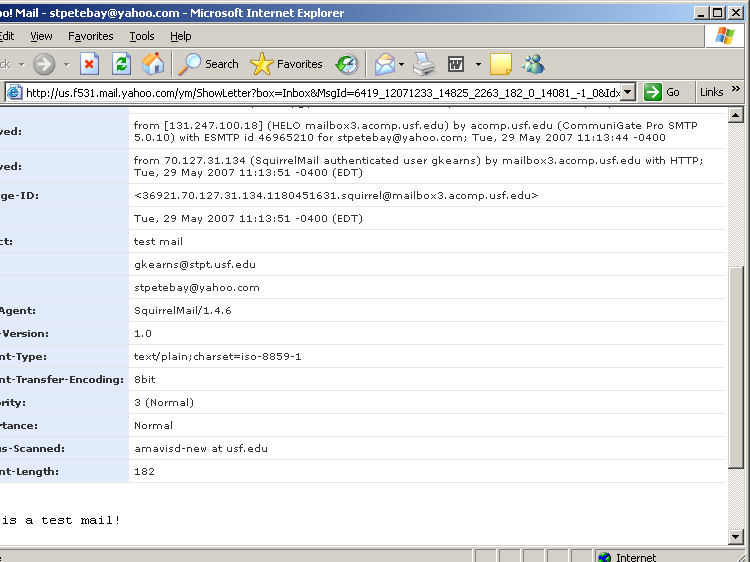 o! Mail - stpetebay@yahoo.com - Microsoft Internet Explorer
Edit View Favorites Tools Help
ck Search Favorites W
http://us.f531.mail.yahoo.com/ym/ShowLetter?box=Inbox&MsgId=6419_12071233_14825_2263_182_0_14081_-1_0&Idx Go Links »
ved: from [131.247.100.18] (HELO mailbox3.acomp.usf.edu) by acomp.usf.edu (CommuniGate Pro SMTP
5.0.10) with ESMTP id 46965210 for stpetebay@yahoo.com; Tue, 29 May 2007 11:13:44 -0400
ved: from 70.127.31.134 (SquirrelMail authenticated user gkearns) by mailbox3.acomp.usf.edu with HTTP;
Tue, 29 May 2007 11:13:51 -0400 (EDT)
ge-ID: <36921.70.127.31.134.1180451631.squirrel@mailbox3.acomp.usf.edu>
Tue, 29 May 2007 11:13:51 -0400 (EDT)
ct: test mail
gkearns@stpt.usf.edu
stpetebay@yahoo.com
Agent: SquirrelMail/1.4.6
-Version: 1.0
nt-Type: text/plain;charset=iso-8859-1
nt-Transfer-Encoding: 8bit
rity: 3 (Normal)
rtance: Normal
s-Scanned: amavisd-new at usf.edu
nt-Length: 182
is a test mail!
Internet